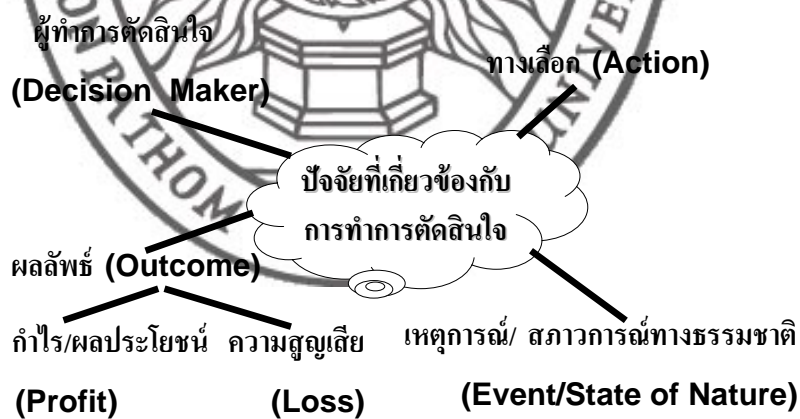 ผู้ทำการตัดสินใจ
(Decision Maker)
ทางเลือก (Action)
ปัจจัยที่เกี่ยวข้องกับ
การทำการตัดสินใจ
ผลลัพธ์ (Outcome)
กำไร/ผลประโยชน์ ความสูญเสีย
(Profit) (Loss)
เหตุการณ์/ สภาวการณ์ทางธรรมชาติ
(Event/State of Nature)